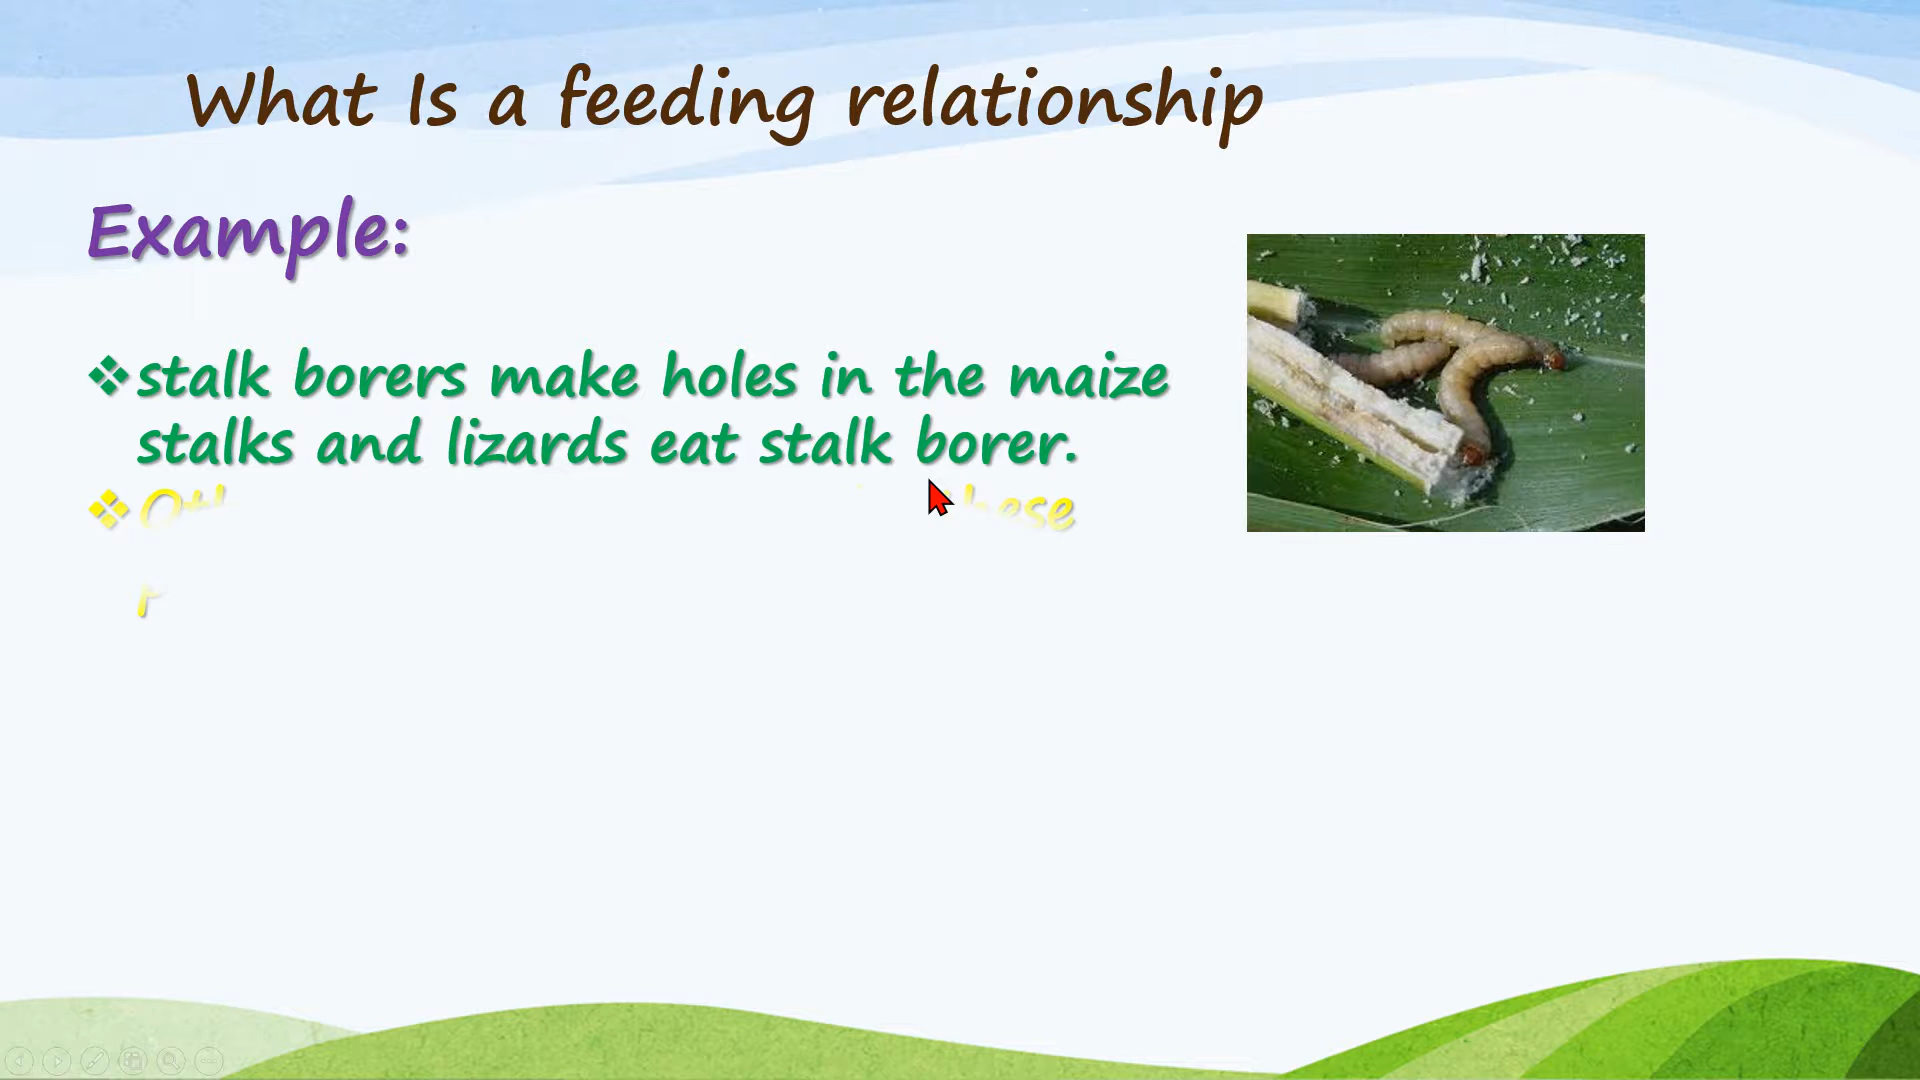 What Is a feeding relationship
Example:
❖stalk borers make holes in the maize
stalks and lizards eat stalk borer.
❖